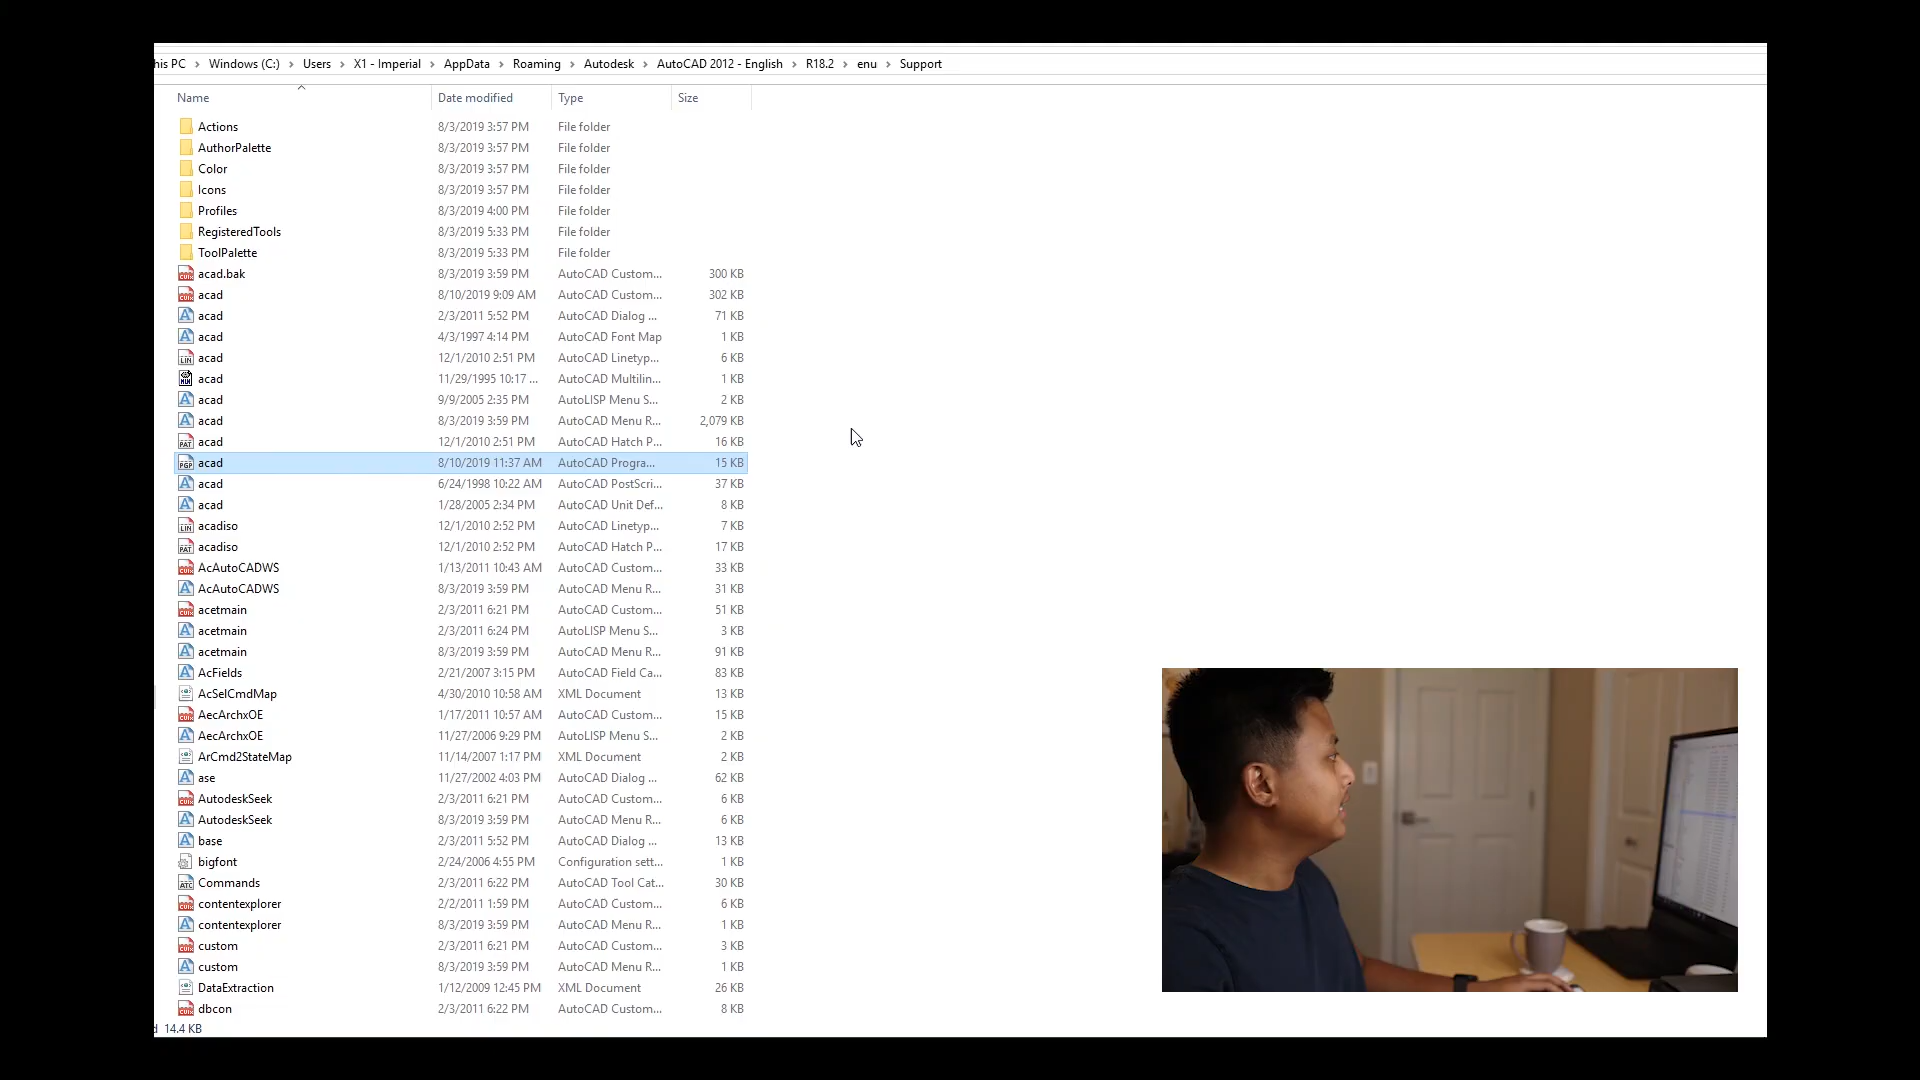 his PC > Windows (C:) > Users > X1 - Imperial > AppData > Roaming > Autodesk > AutoCAD 2012 - English > R18.2 > enu > Support
Name Date modified Type Size
Actions 8/3/2019 3:57 PM File folder
AuthorPalette 8/3/2019 3:57 PM File folder
Color 8/3/2019 3:57 PM File folder
Icons 8/3/2019 3:57 PM File folder
Profiles 8/3/2019 4:00 PM File folder
RegisteredTools 8/3/2019 5:33 PM File folder
ToolPalette 8/3/2019 5:33 PM File folder
acad.bak 8/3/2019 3:59 PM AutoCAD Custom... 300 KB
acad 8/10/2019 9:09 AM AutoCAD Custom... 302 KB
acad 2/3/2011 5:52 PM AutoCAD Dialog ... 71 KB
acad 4/3/1997 4:14 PM AutoCAD Font Map 1 KB
acad 12/1/2010 2:51 PM AutoCAD Linetyp... 6 KB
acad 11/29/1995 10:17 ... AutoCAD Multilin... 1 KB
acad 9/9/2005 2:35 PM AutoLISP Menu S... 2 KB
acad 8/3/2019 3:59 PM AutoCAD Menu R... 2,079 KB
acad 12/1/2010 2:51 PM AutoCAD Hatch P... 16 KB
acad 8/10/2019 11:37 AM AutoCAD Progra... 15 KB
acad 6/24/1998 10:22 AM AutoCAD PostScri... 37 KB
acad 1/28/2005 2:34 PM AutoCAD Unit Def... 8 KB
acadiso 12/1/2010 2:52 PM AutoCAD Linetyp... 7 KB
acadiso 12/1/2010 2:52 PM AutoCAD Hatch P... 17 KB
AcAutoCADWS 1/13/2011 10:43 AM AutoCAD Custom... 33 KB
AcAutoCADWS 8/3/2019 3:59 PM AutoCAD Menu R... 31 KB
acetmain 2/3/2011 6:21 PM AutoCAD Custom... 51 KB
acetmain 2/3/2011 6:24 PM AutoLISP Menu S... 3 KB
acetmain 8/3/2019 3:59 PM AutoCAD Menu R... 91 KB
AcFields 2/21/2007 3:15 PM AutoCAD Field Ca... 83 KB
AcSelCmdMap 4/30/2010 10:58 AM XML Document 13 KB
AecArchxOE 1/17/2011 10:57 AM AutoCAD Custom... 15 KB
AecArchxOE 11/27/2006 9:29 PM AutoLISP Menu S... 2 KB
ArCmd2StateMap 11/14/2007 1:17 PM XML Document 2 KB
ase 11/27/2002 4:03 PM AutoCAD Dialog ... 62 KB
AutodeskSeek 2/3/2011 6:21 PM AutoCAD Custom... 6 KB
AutodeskSeek 8/3/2019 3:59 PM AutoCAD Menu R... 6 KB
base 2/3/2011 5:52 PM AutoCAD Dialog ... 13 KB
bigfont 2/24/2006 4:55 PM Configuration sett... 1 KB
Commands 2/3/2011 6:22 PM AutoCAD Tool Cat... 30 KB
contentexplorer 2/2/2011 1:59 PM AutoCAD Custom... 6 KB
contentexplorer 8/3/2019 3:59 PM AutoCAD Menu R... 1 KB
custom 2/3/2011 6:21 PM AutoCAD Custom... 3 KB
custom 8/3/2019 3:59 PM AutoCAD Menu R... 1 KB
DataExtraction 1/12/2009 12:45 PM XML Document 26 KB
dbcon 2/3/2011 6:22 PM AutoCAD Custom... 8 KB
d 14.4 KB